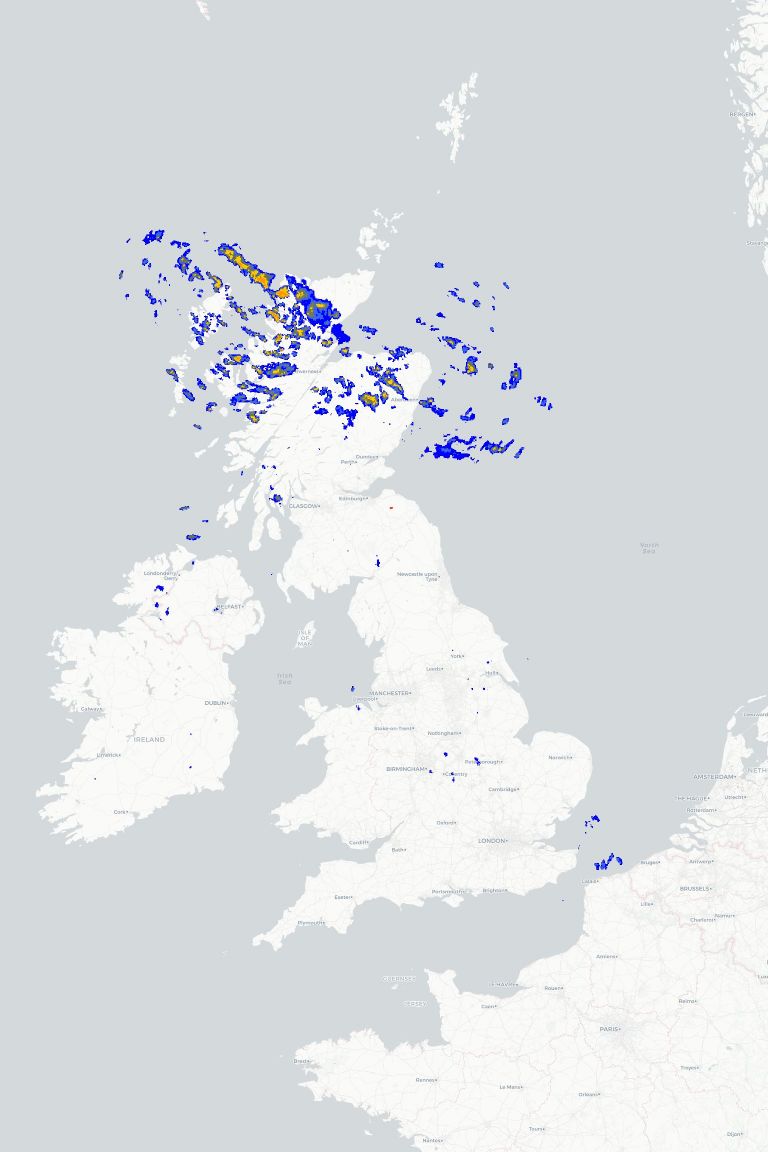 BERGEN
Stavange
Inverness
Aberdeen
Dundee
Perth
Edinburgh
GLASGOW
North
Sea
Londonderry/
Derry
Newcastle upon
Tyne
BELFAST
ISLE
OF
MAN
York
Leeds
Hull
Irish
Sea
MANCHESTER
Liverpool
DUBLIN
Galway
Leeuward
Stoke-on-Trent
Nottingham
IRELAND
Limerick
Norwich
Peterborough
BIRMINGHAM
Coventry
AMSTERDAM
NETH
Cambridge
THE HAGUE
Utrecht
Rotterdam
Cork
Oxford
Cardiff
LONDON
Bath
Bruges
Antwerp
Calais
BRUSSELS
Portsmouth
Brighton
Exeter
Lille
Namur
Charleroi
Plymouth
Amiens
GUERNSEY
LE HAVRE
Rouen
JERSEY
Caen
Reims
PARIS
Brest
Troyes
Rennes
Le Mans
Orléans
Tours
Dijon
Nantes